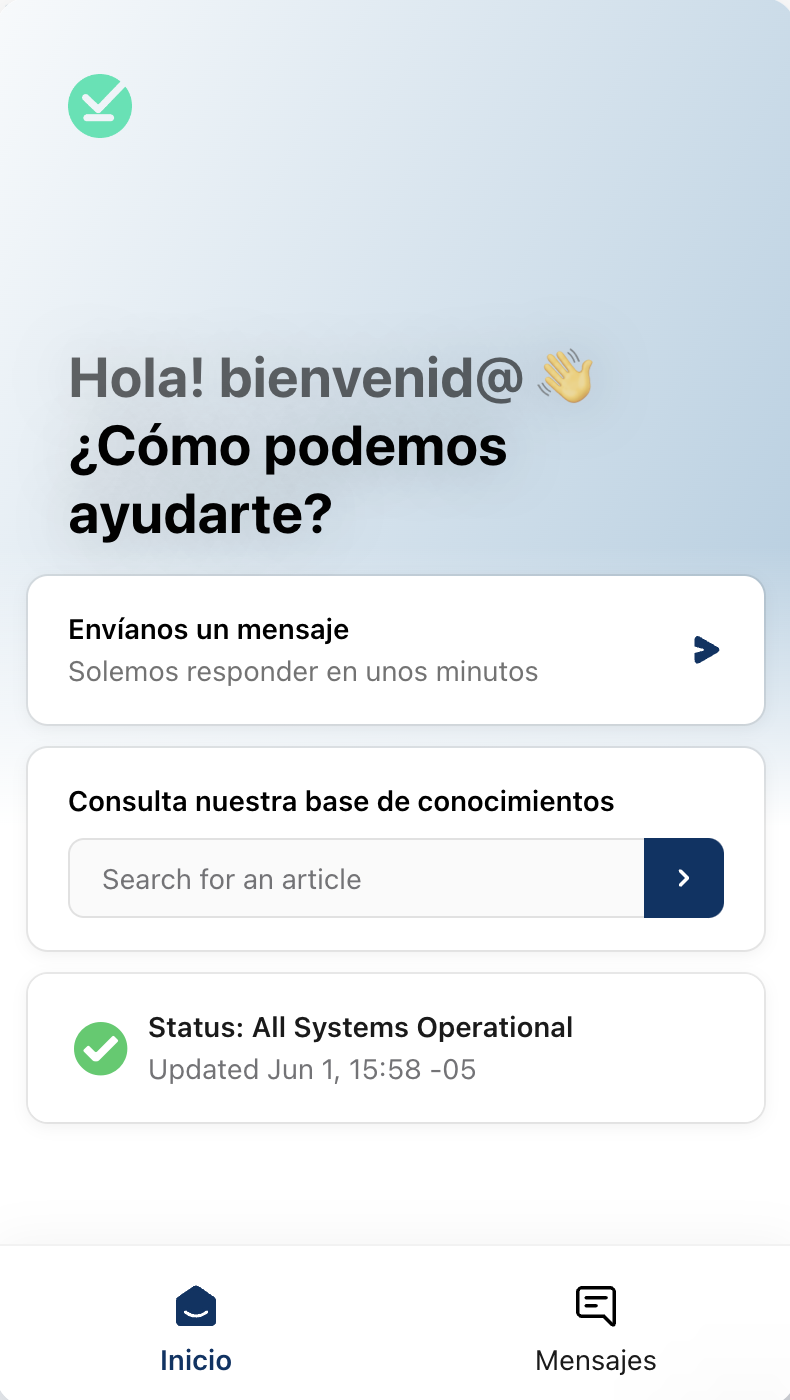 Hola! bienvenid@ 👋
¿Cómo podemos
ayudarte?
Envíanos un mensaje
Solemos responder en unos minutos
Consulta nuestra base de conocimientos
Search for an article
Status: All Systems Operational
Updated Jun 1, 15:58 -05
Inicio
Mensajes